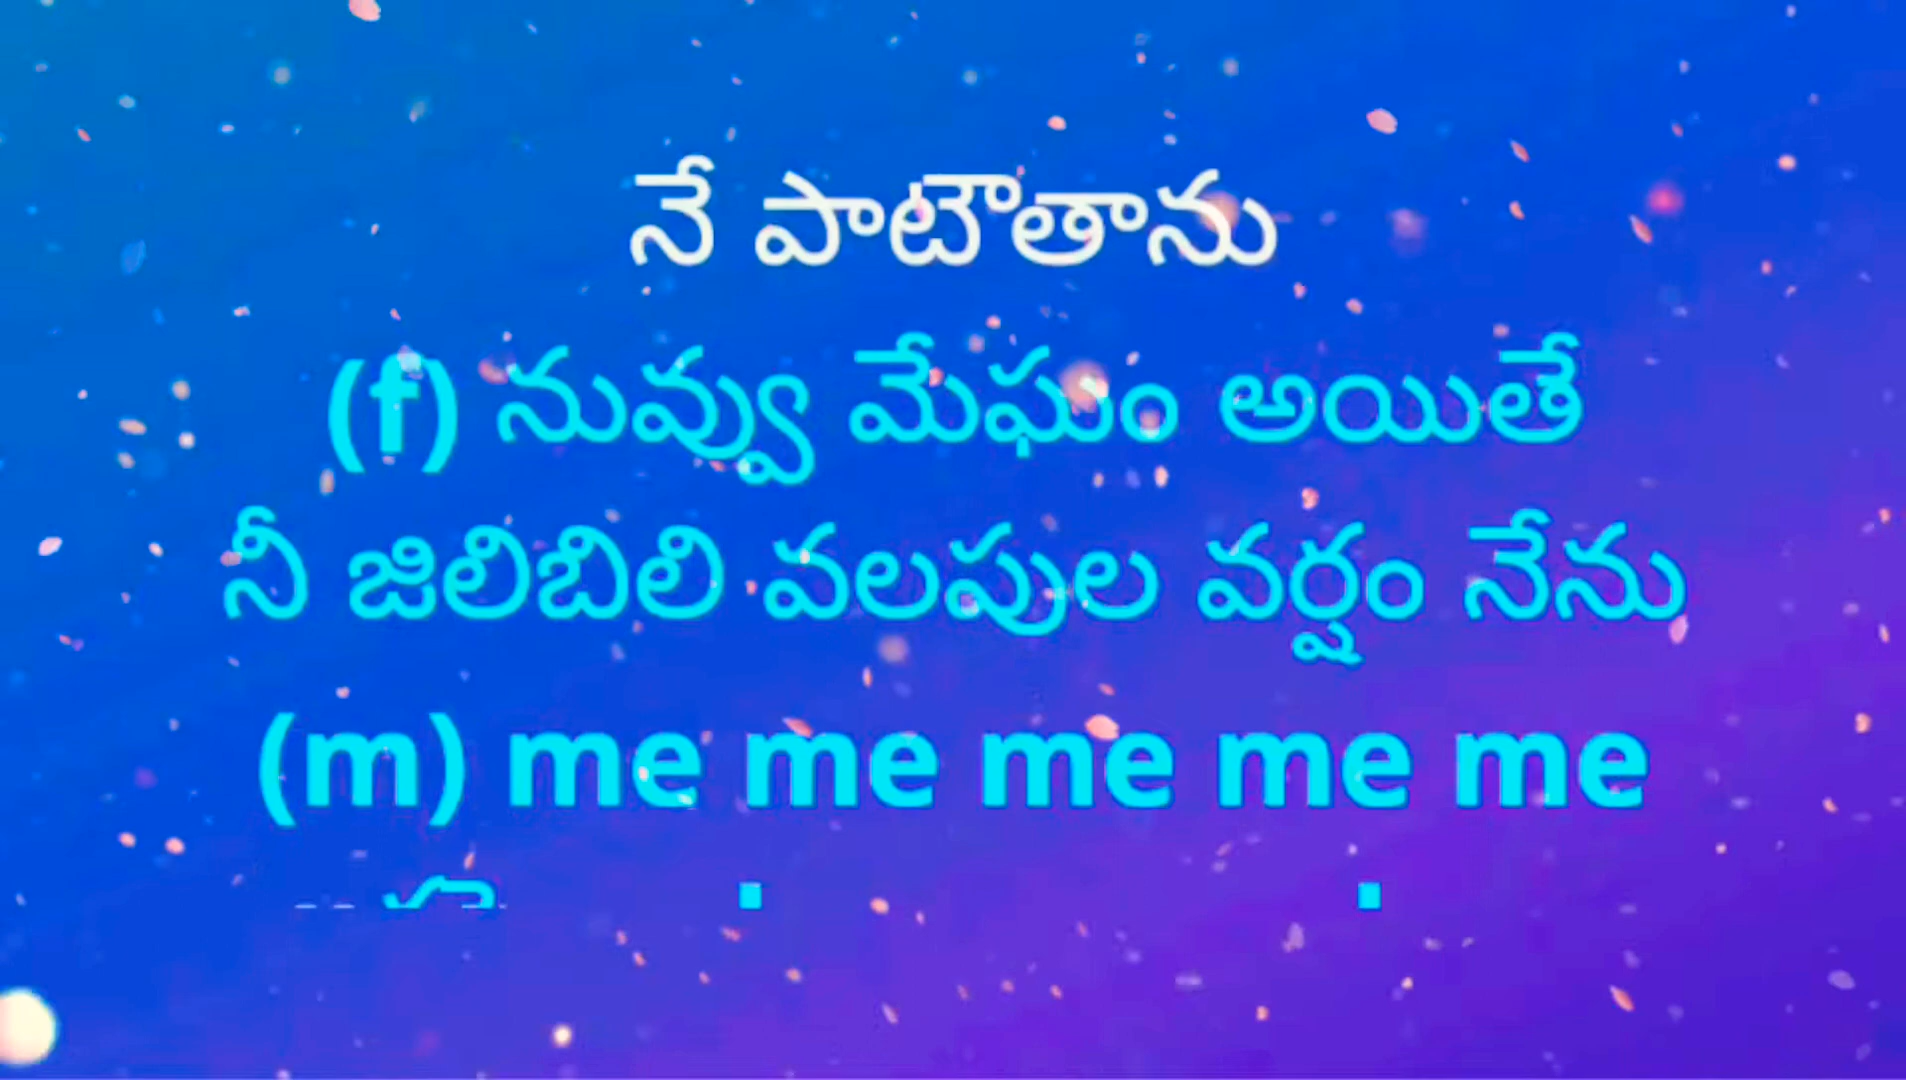 నే పాటౌతాను
(f) నువ్వు మేఘం అయితే
నీ జిలిబిలి వలపుల వర్షం నేను
(m) me me me me me